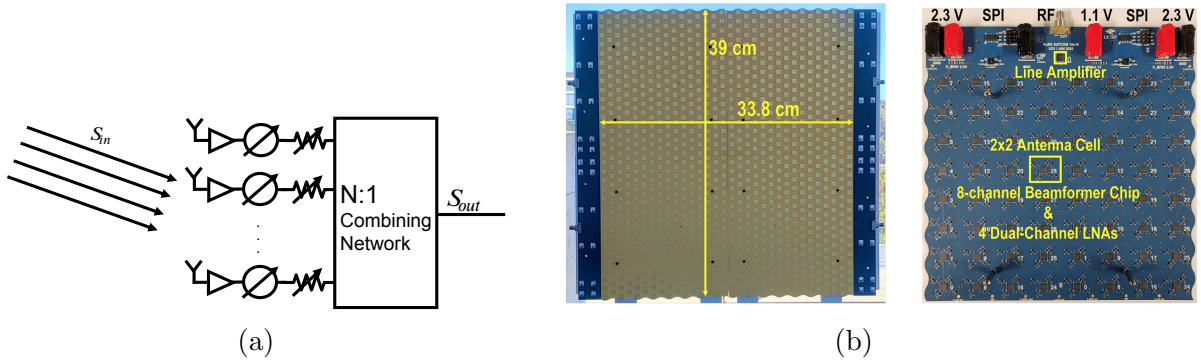 S_in
N:1
Combining
Network
S_out
(a)
39 cm
33.8 cm
2.3 V SPI RF 1.1 V SPI 2.3 V
Line Amplifier
2x2 Antenna Cell
8-channel Beamformer Chip
&
4 Dual-Channel LNAs
(b)